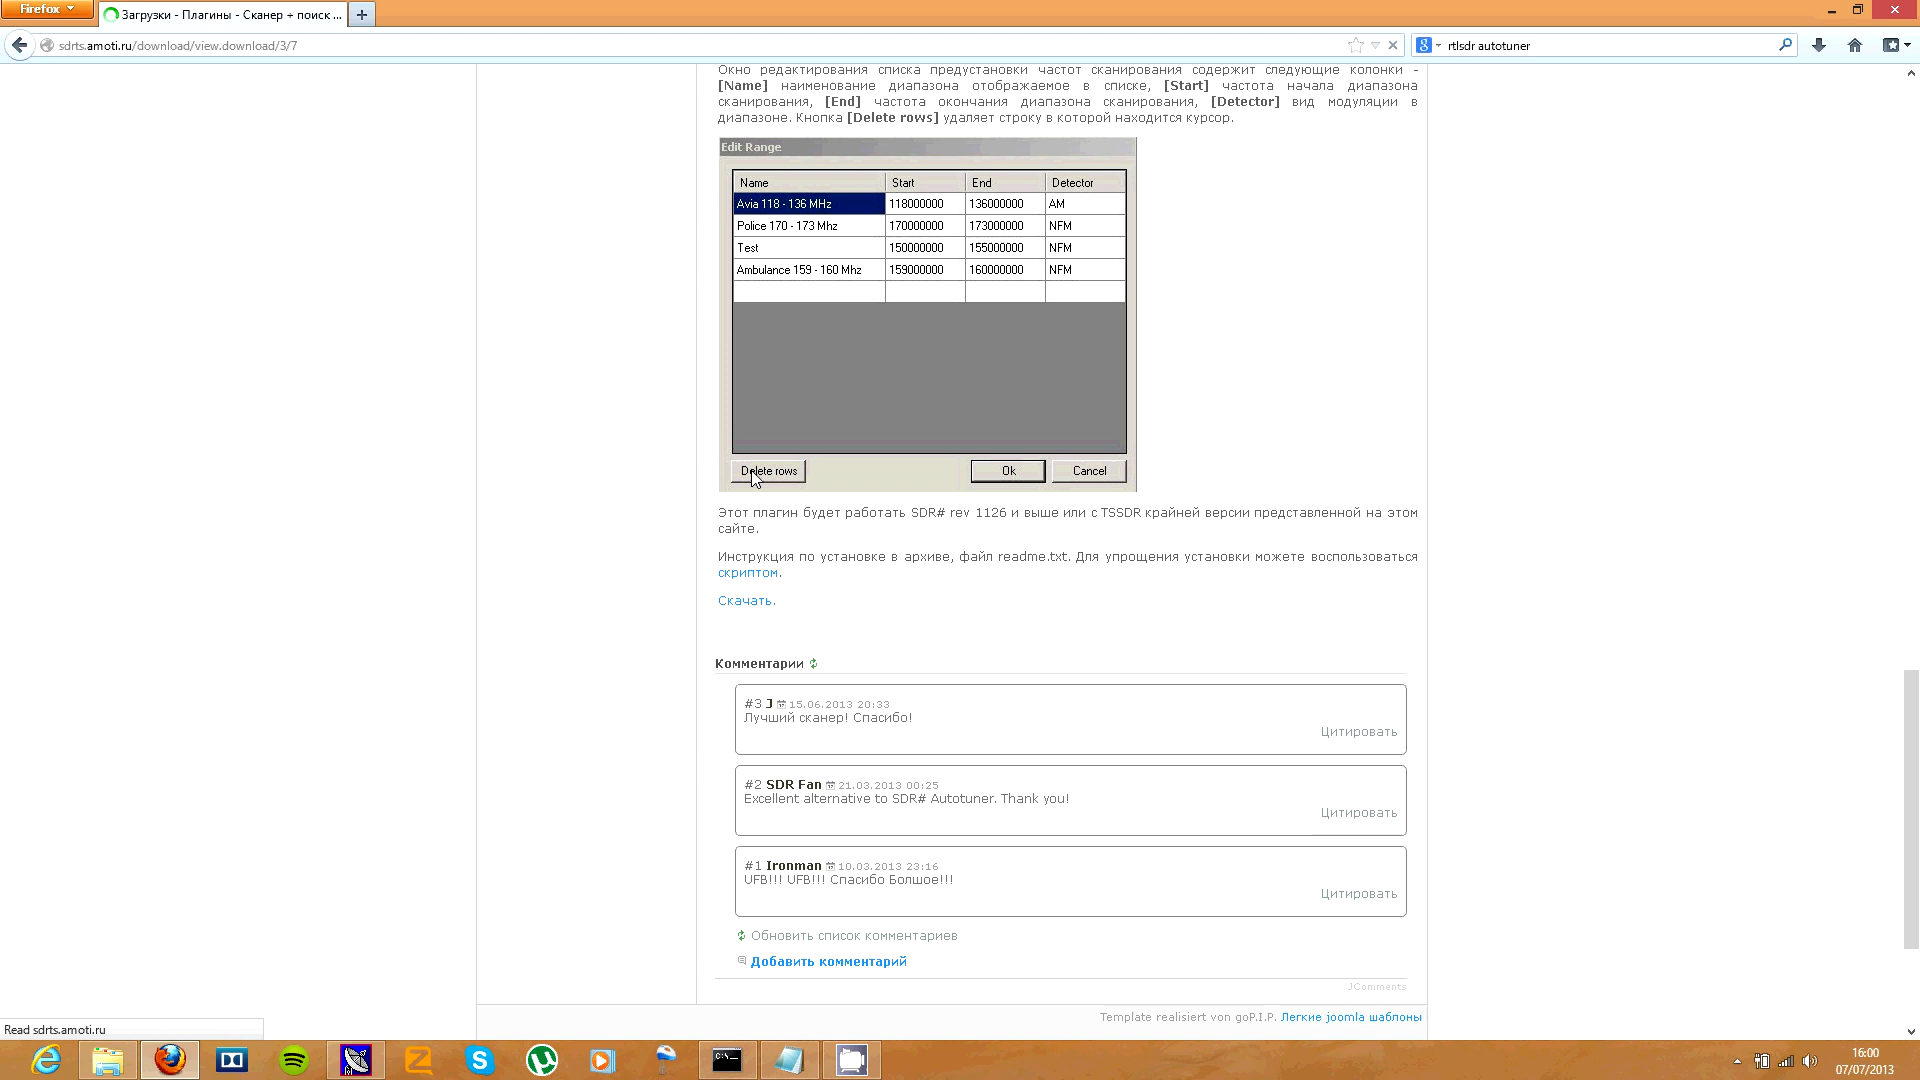 Firefox
Загрузки - Плагины - Сканер + поиск ...
sdrts.amoti.ru/download/view.download/3/7
rtlsdr autotuner
Окно редактирования списка предустановки частот сканирования содержит следующие колонки -
[Name] наименование диапазона отображаемое в списке, [Start] частота начала диапазона
сканирования, [End] частота окончания диапазона сканирования, [Detector] вид модуляции в
диапазоне. Кнопка [Delete rows] удаляет строку в которой находится курсор.
Edit Range
Name Start End Detector
Avia 118 - 136 MHz 118000000 136000000 AM
Police 170 - 173 Mhz 170000000 173000000 NFM
Test 150000000 155000000 NFM
Ambulance 159 - 160 Mhz 159000000 160000000 NFM
Delete rows Ok Cancel
Этот плагин будет работать SDR# rev 1126 и выше или с TSSDR крайней версии представленной на этом
сайте.
Инструкция по установке в архиве, файл readme.txt. Для упрощения установки можете воспользоваться
скриптом.
Скачать.
Комментарии
#3 J 15.06.2013 20:33
Лучший сканер! Спасибо!
Цитировать
#2 SDR Fan 21.03.2013 00:25
Excellent alternative to SDR# Autotuner. Thank you!
Цитировать
#1 Ironman 10.03.2013 23:16
UFB!!! UFB!!! Спасибо Болшое!!!
Цитировать
Обновить список комментариев
Добавить комментарий
JComments
Template realisiert von goP.I.P. Легкие joomla шаблоны
Read sdrts.amoti.ru
16:00
07/07/2013